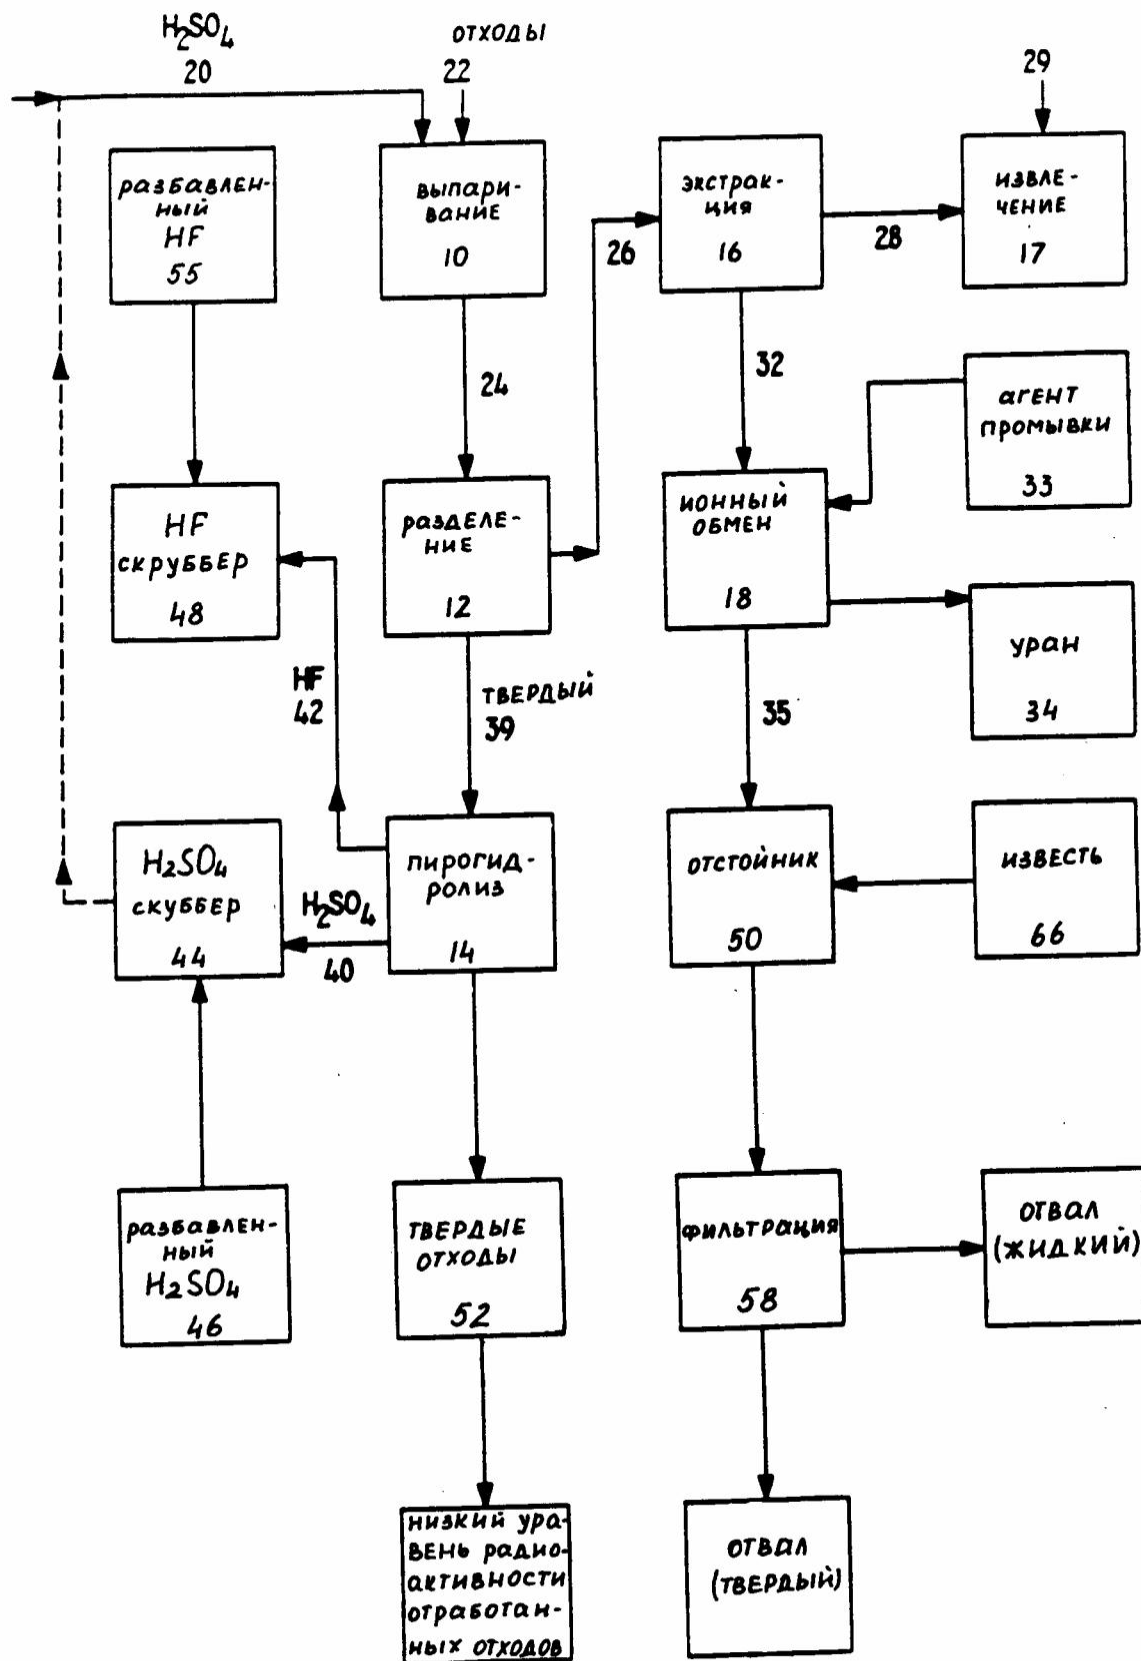 H₂SO₄
20
отходы
22
29
разбавлен-
ный
HF
55
выпари-
вание
10
экстрак-
ция
16
26
28
извле-
чение
17
24
32
агент
промывки
33
HF
скруббер
48
разделе-
ние
12
ионный
обмен
18
уран
34
HF
42
твердый
39
35
H₂SO₄
скуббер
44
H₂SO₄
40
пирогид-
ролиз
14
отстойник
50
известь
66
разбавлен-
ный
H₂SO₄
46
твердые
отходы
52
фильтрация
58
отвал
(жидкий)
низкий ура-
вень радио-
активности
отработан-
ных отходов
отвал
(твердый)